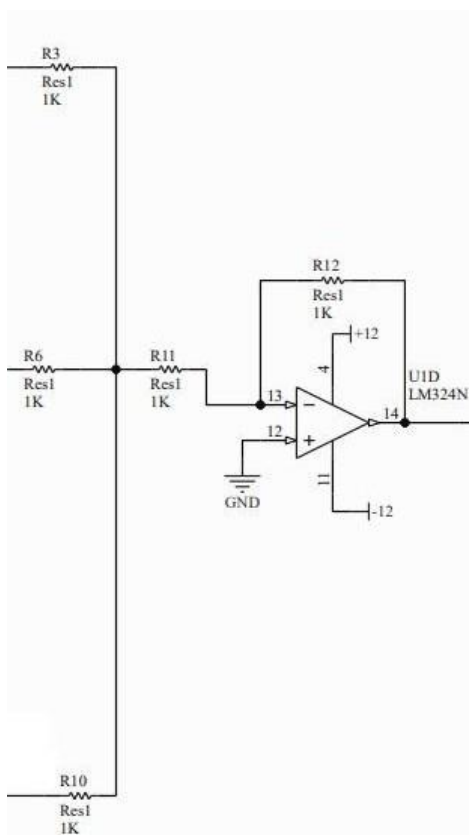 R3
Res1
1K
R12
Res1
1K
+12
4
R6
Res1
1K
R11
Res1
1K
U1D
LM324N
13
14
12
11
GND
-12
R10
Res1
1K